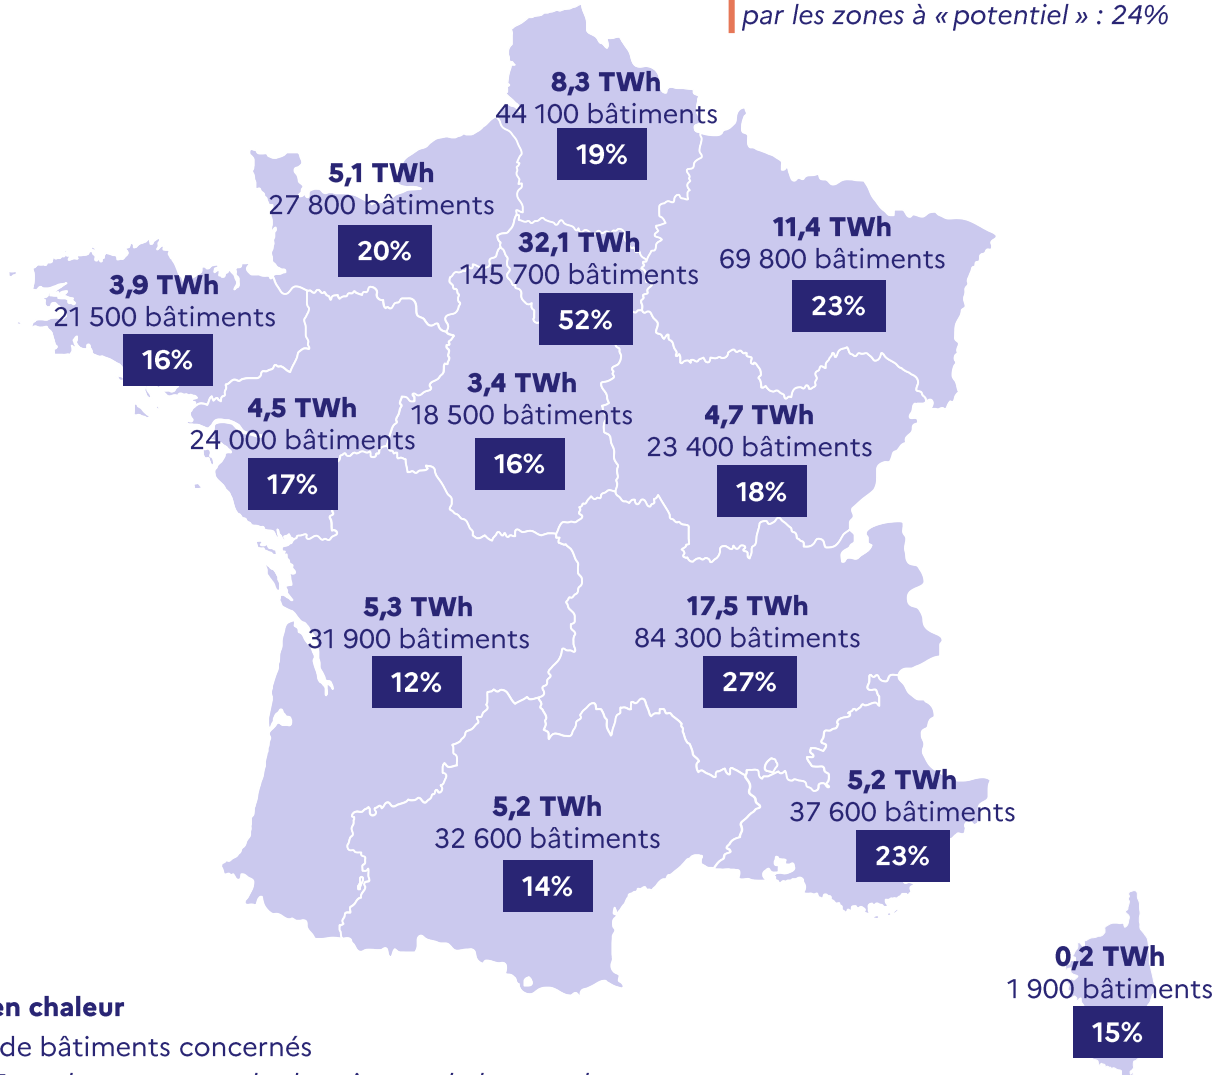 par les zones à « potentiel » : 24%
8,3 TWh
44 100 bâtiments
19%
5,1 TWh
27 800 bâtiments
20%
32,1 TWh
145 700 bâtiments
52%
11,4 TWh
69 800 bâtiments
23%
3,9 TWh
21 500 bâtiments
16%
4,5 TWh
24 000 bâtiments
17%
3,4 TWh
18 500 bâtiments
16%
4,7 TWh
23 400 bâtiments
18%
5,3 TWh
31 900 bâtiments
12%
17,5 TWh
84 300 bâtiments
27%
5,2 TWh
32 600 bâtiments
14%
5,2 TWh
37 600 bâtiments
23%
0,2 TWh
1 900 bâtiments
15%
en chaleur
de bâtiments concernés